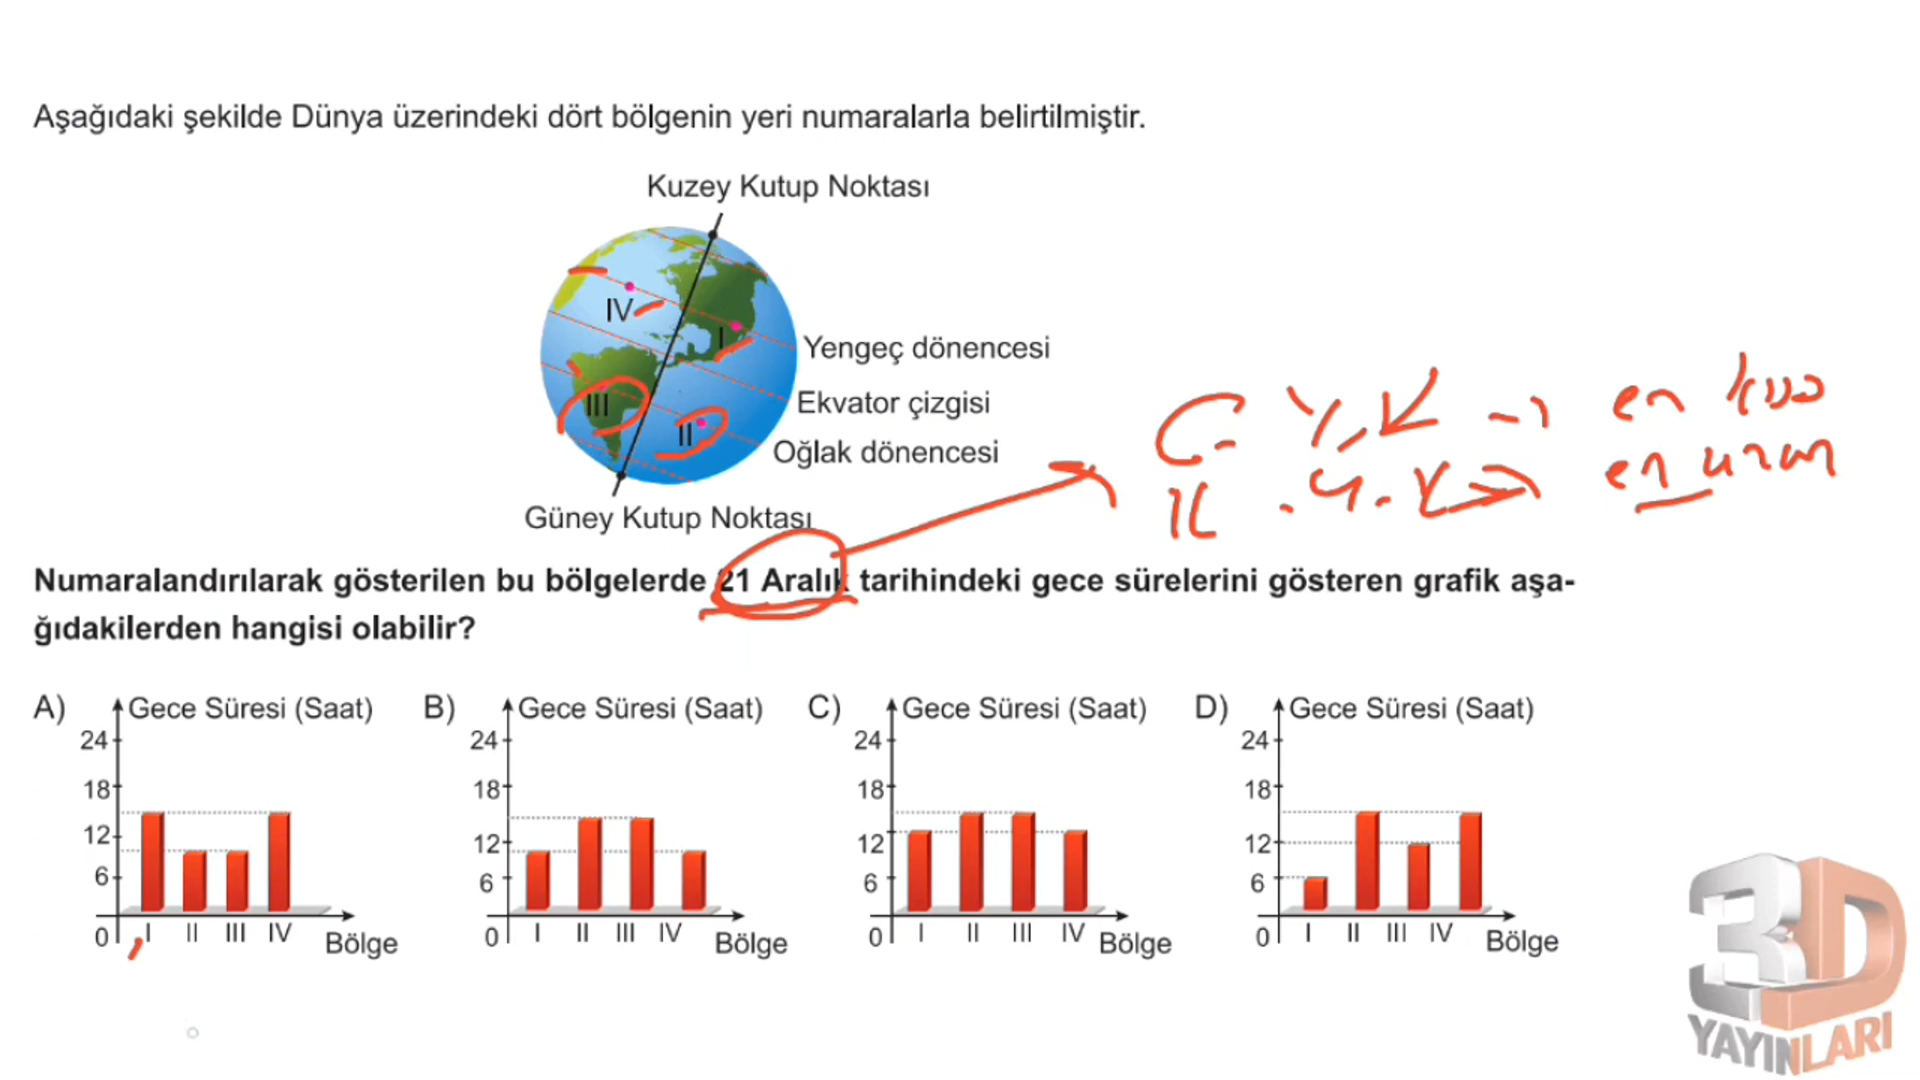 Aşağıdaki şekilde Dünya üzerindeki dört bölgenin yeri numaralarla belirtilmiştir.
Kuzey Kutup Noktası
IV
I
Yengeç dönencesi
III
Ekvator çizgisi
II
Oğlak dönencesi
Güney Kutup Noktası
G. Y. K en kısa
K. Y. K en uzun
Numaralandırılarak gösterilen bu bölgelerde 21 Aralık tarihindeki gece sürelerini gösteren grafik aşa-
ğıdakilerden hangisi olabilir?
A) Gece Süresi (Saat)
24
18
12
6
0 I II III IV Bölge
B) Gece Süresi (Saat)
24
18
12
6
0 I II III IV Bölge
C) Gece Süresi (Saat)
24
18
12
6
0 I II III IV Bölge
D) Gece Süresi (Saat)
24
18
12
6
0 I II III IV Bölge
3D
YAYINLARI